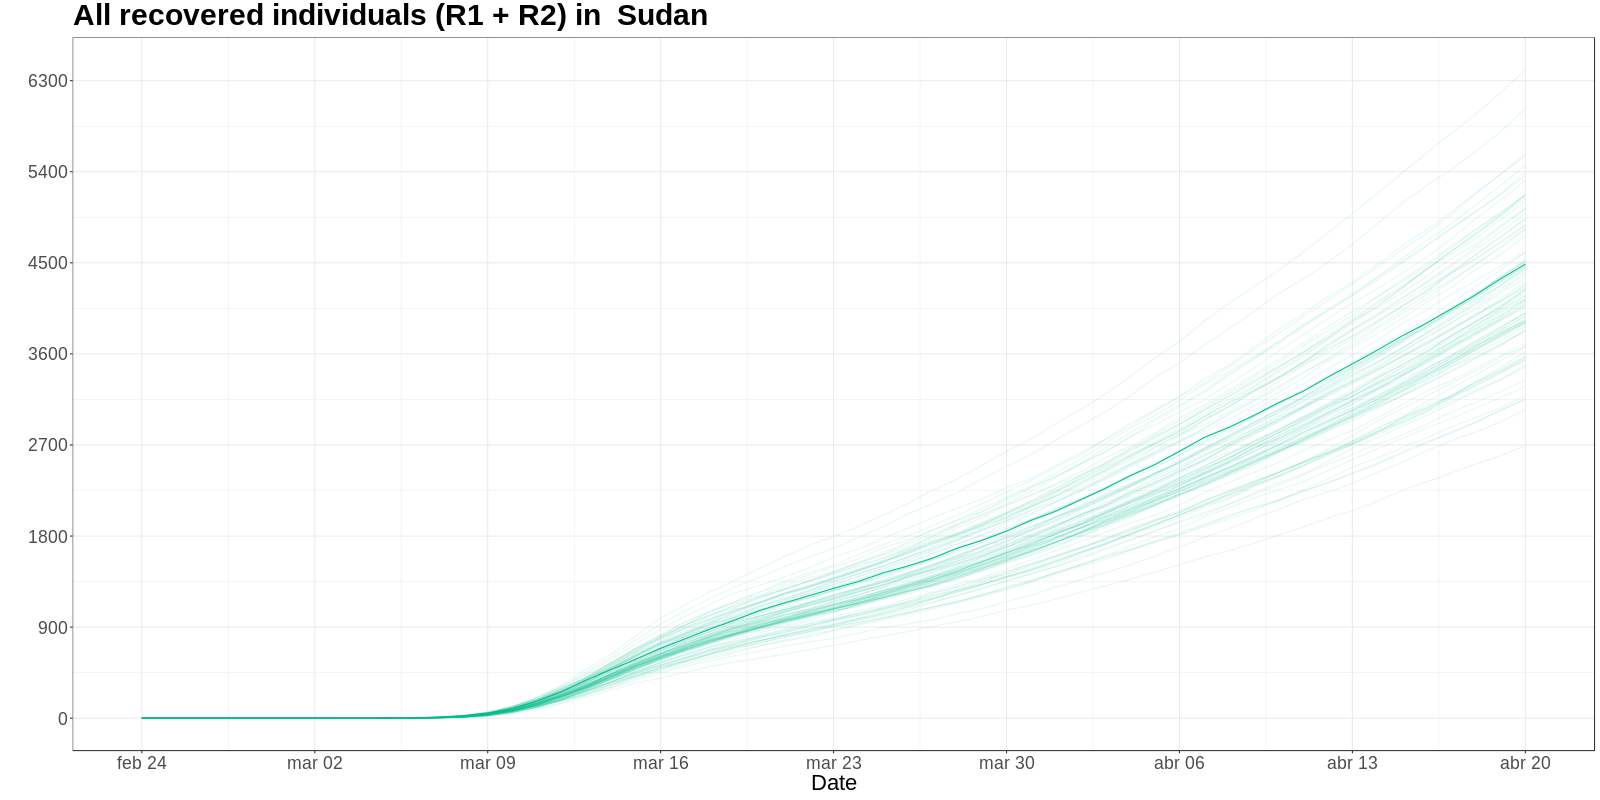 All recovered individuals (R1 + R2) in  Sudan
6300
5400
4500
3600
2700
1800
900
0
feb 24 mar 02 mar 09 mar 16 mar 23 mar 30 abr 06 abr 13 abr 20
Date